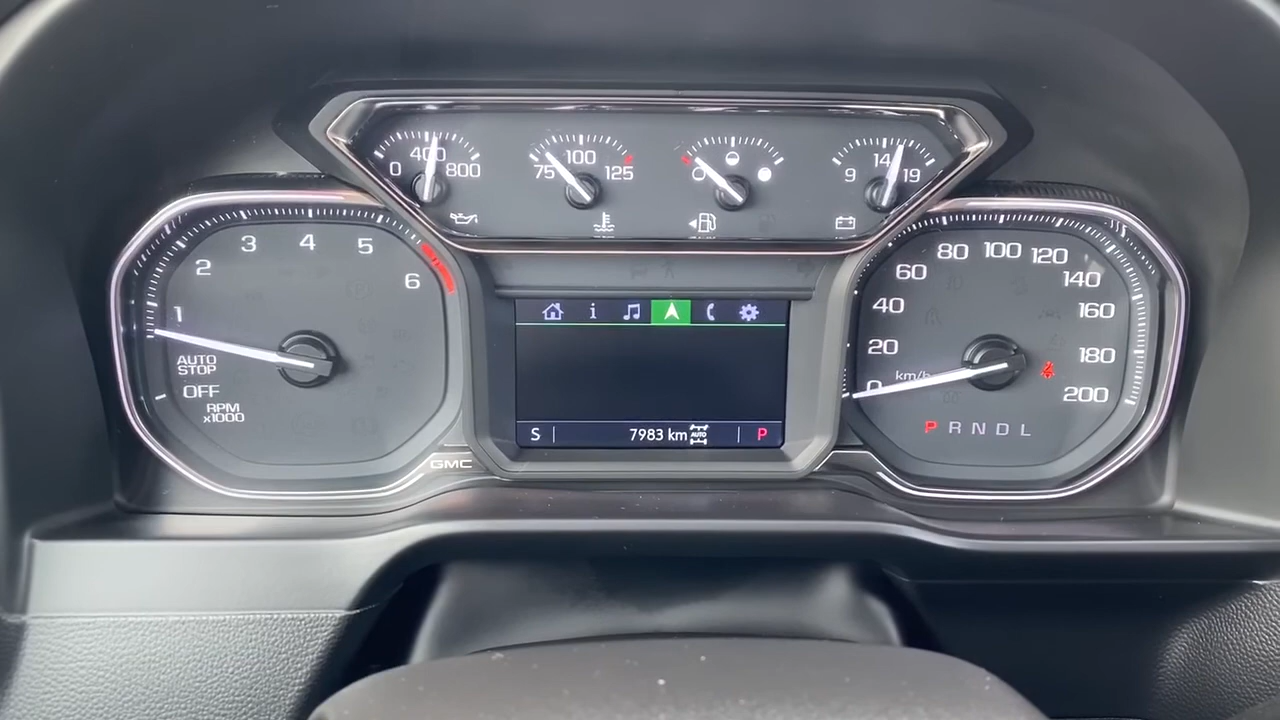 0 400 800
75 100 125
9 14 19
1 2 3 4 5 6
AUTO
STOP
OFF
RPM
x1000
GMC
i
S 7983 km AUTO P
0 20 40 60 80 100 120 140 160 180 200
km/h
P R N D L